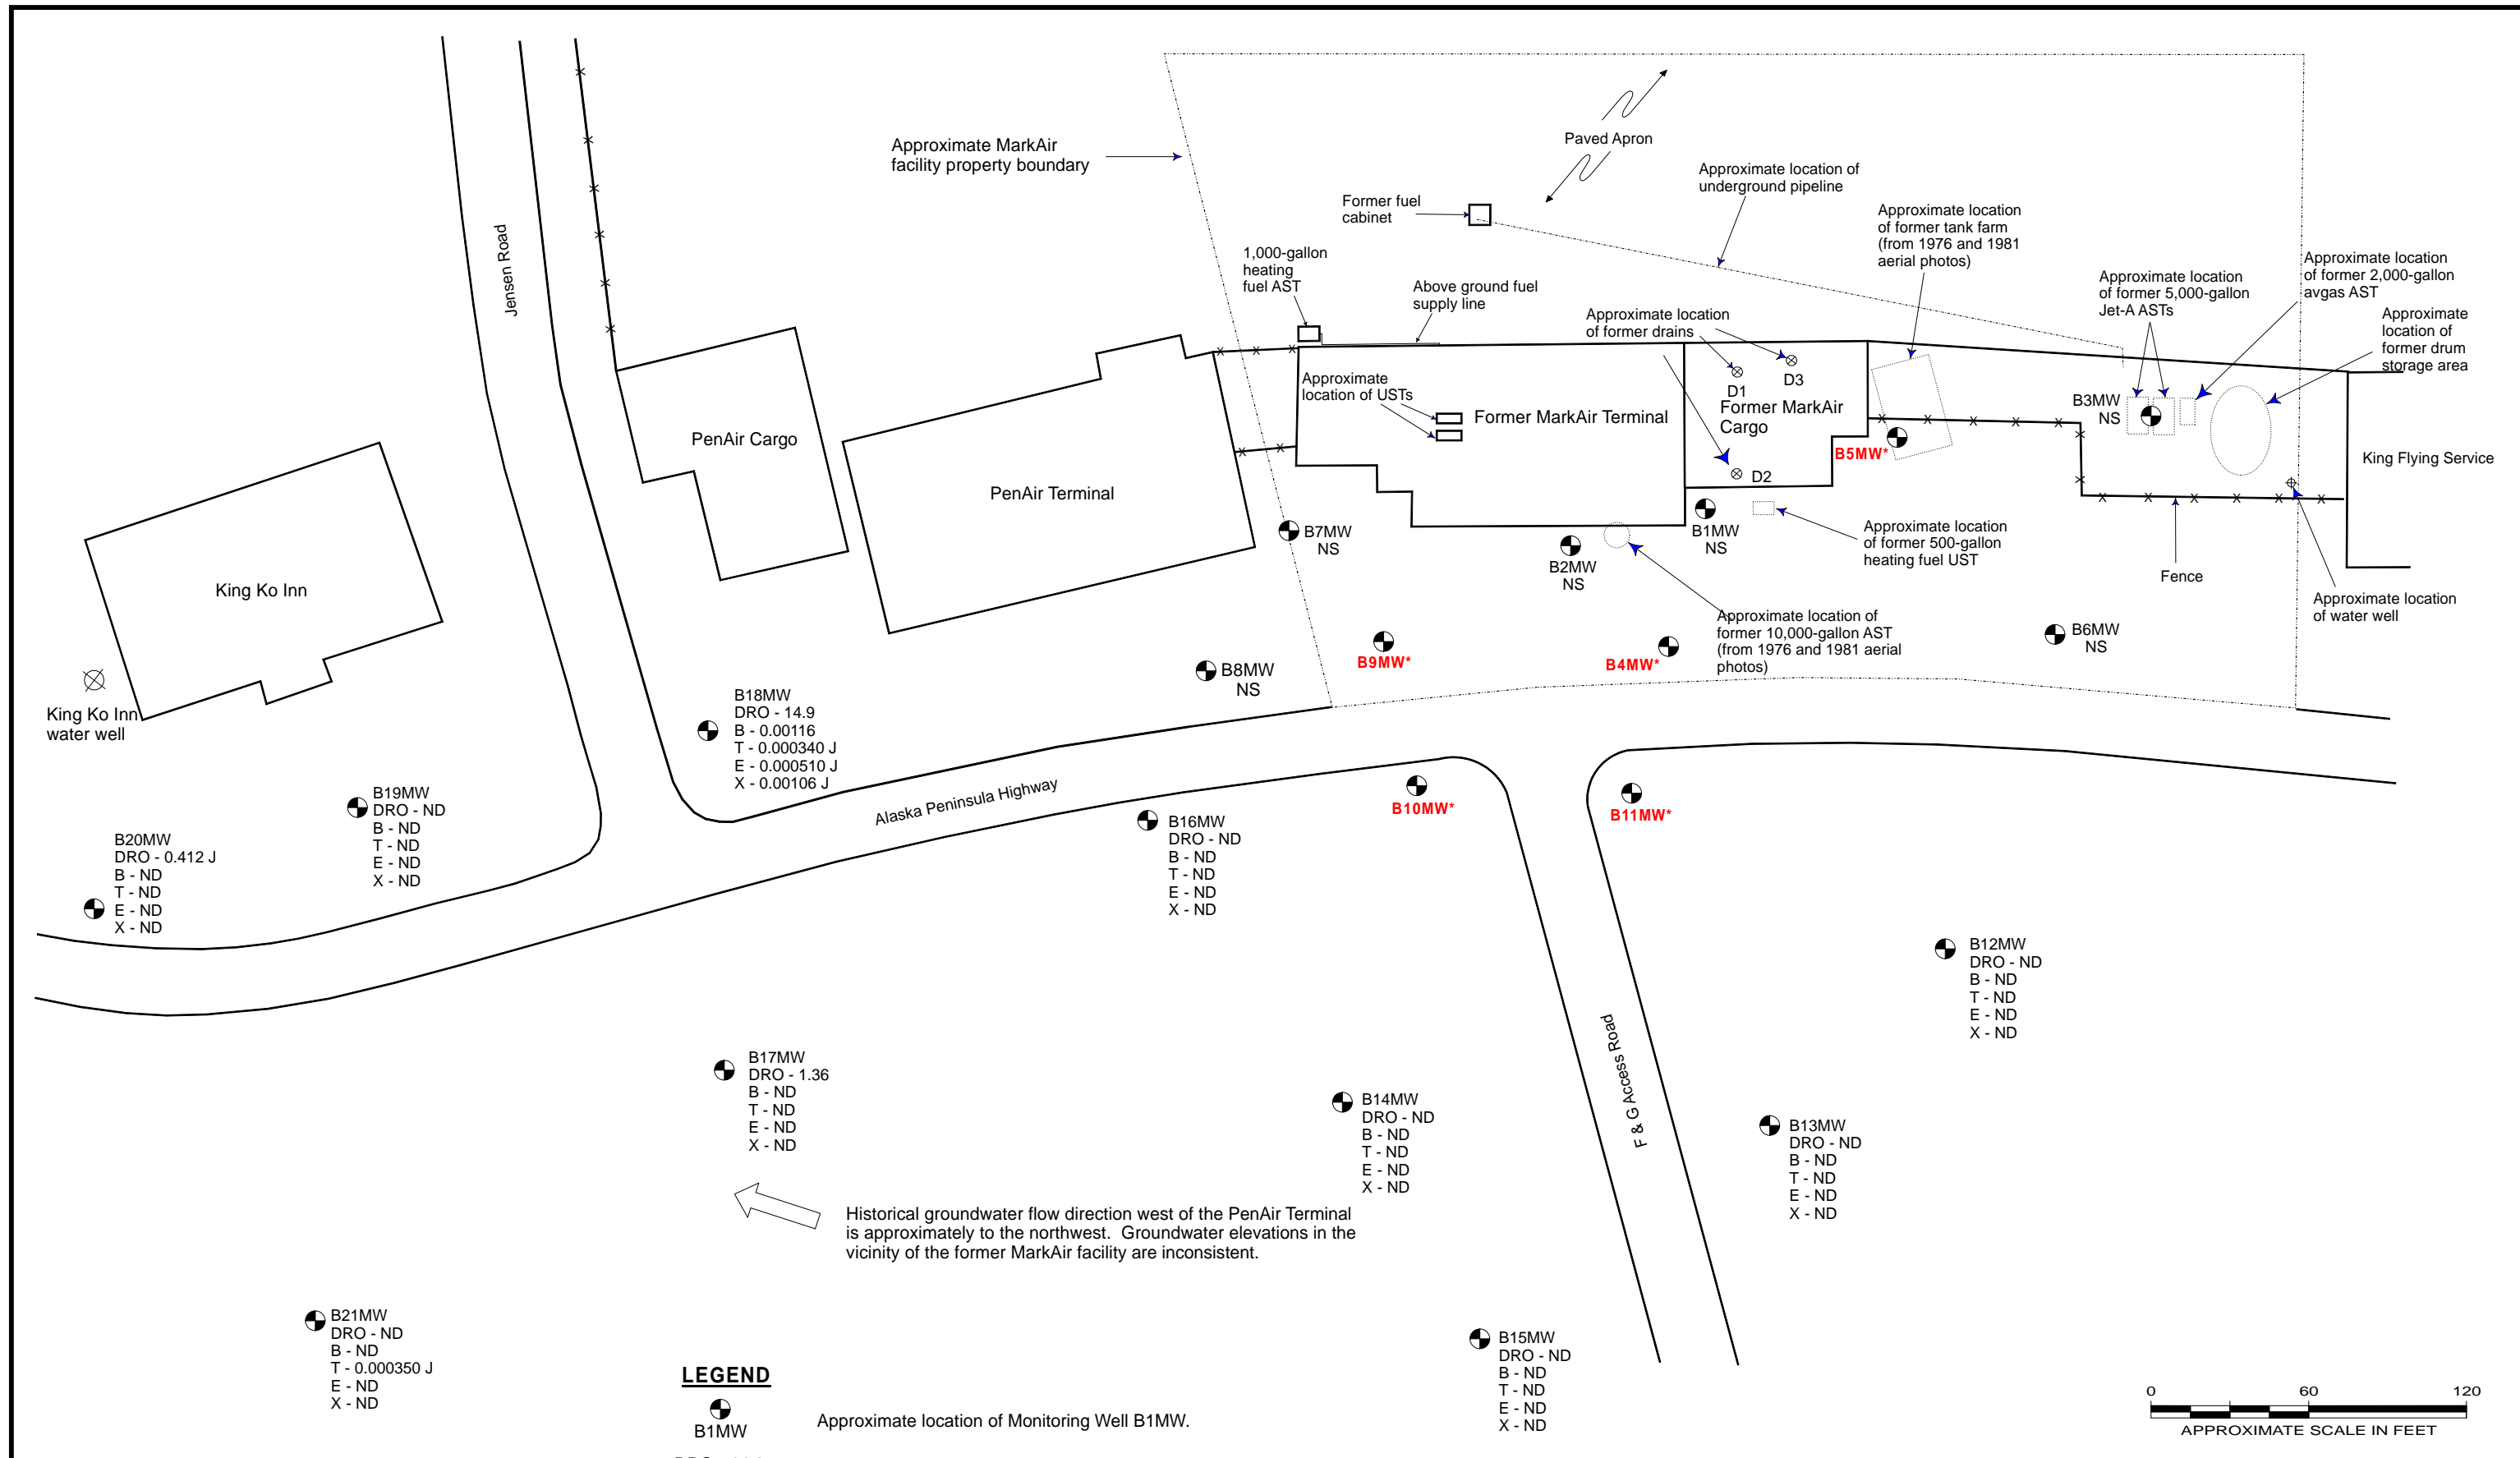 Approximate MarkAir
facility property boundary
Paved Apron
Approximate location of
underground pipeline
Former fuel
cabinet
Approximate location
of former tank farm
(from 1976 and 1981
aerial photos)
1,000-gallon
heating
fuel AST
Above ground fuel
supply line
Approximate location
of former drains
Approximate location
of former 5,000-gallon
Jet-A ASTs
Approximate location
of former 2,000-gallon
avgas AST
Approximate
location of
former drum
storage area
Jensen Road
PenAir Cargo
PenAir Terminal
Approximate
location of USTs
Former MarkAir Terminal
D1
D3
Former MarkAir
Cargo
D2
B5MW*
B3MW
NS
King Flying Service
King Ko Inn
B7MW
NS
B2MW
NS
B1MW
NS
Approximate location
of former 500-gallon
heating fuel UST
Fence
Approximate location
of water well
B6MW
NS
Approximate location of
former 10,000-gallon AST
(from 1976 and 1981 aerial
photos)
B9MW*
B4MW*
B8MW
NS
King Ko Inn
water well
B18MW
DRO - 14.9
B - 0.00116
T - 0.000340 J
E - 0.000510 J
X - 0.00106 J
Alaska Peninsula Highway
B10MW*
B11MW*
B19MW
DRO - ND
B - ND
T - ND
E - ND
X - ND
B20MW
DRO - 0.412 J
B - ND
T - ND
E - ND
X - ND
B16MW
DRO - ND
B - ND
T - ND
E - ND
X - ND
B12MW
DRO - ND
B - ND
T - ND
E - ND
X - ND
F & G Access Road
B17MW
DRO - 1.36
B - ND
T - ND
E - ND
X - ND
B14MW
DRO - ND
B - ND
T - ND
E - ND
X - ND
B13MW
DRO - ND
B - ND
T - ND
E - ND
X - ND
Historical groundwater flow direction west of the PenAir Terminal
is approximately to the northwest.  Groundwater elevations in the
vicinity of the former MarkAir facility are inconsistent.
B21MW
DRO - ND
B - ND
T - 0.000350 J
E - ND
X - ND
B15MW
DRO - ND
B - ND
T - ND
E - ND
X - ND
LEGEND
B1MW
Approximate location of Monitoring Well B1MW.
0 60 120
APPROXIMATE SCALE IN FEET